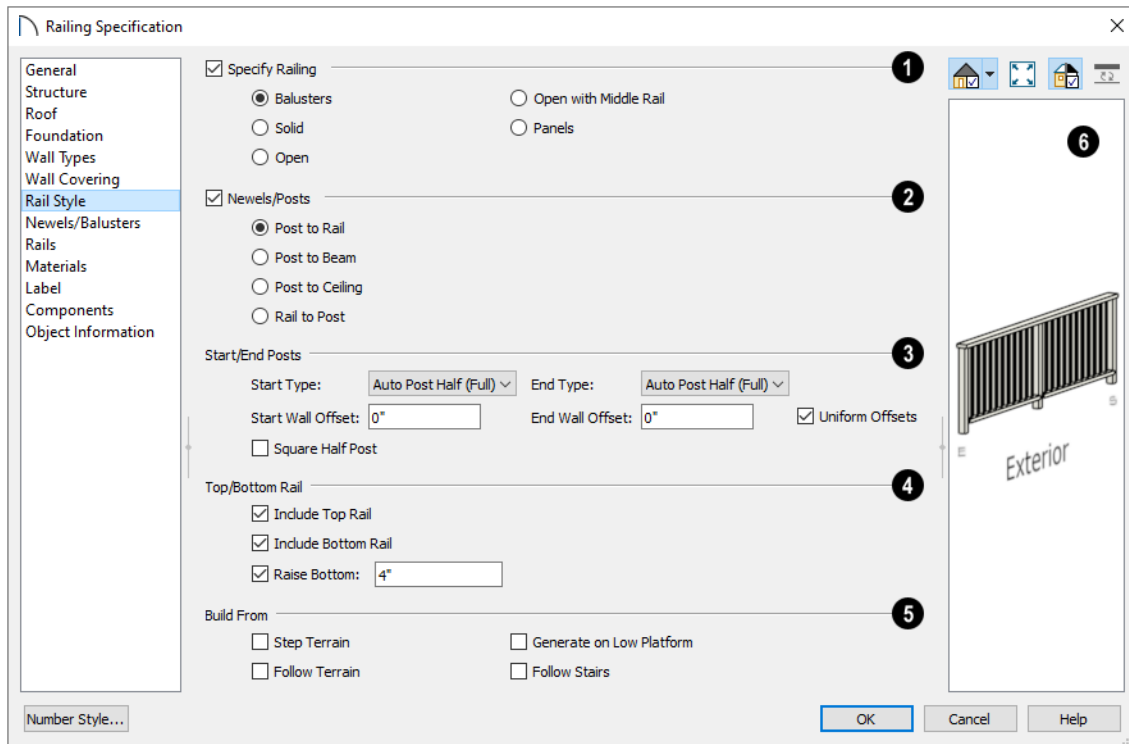 Railing Specification
General
Structure
Roof
Foundation
Wall Types
Wall Covering
Rail Style
Newels/Balusters
Rails
Materials
Label
Components
Object Information
Specify Railing
1
Balusters
Open with Middle Rail
Solid
Panels
Open
Newels/Posts
2
Post to Rail
Post to Beam
Post to Ceiling
Rail to Post
Start/End Posts
3
Start Type: Auto Post Half (Full) End Type: Auto Post Half (Full)
Start Wall Offset: 0" End Wall Offset: 0" Uniform Offsets
Square Half Post
Top/Bottom Rail
4
Include Top Rail
Include Bottom Rail
Raise Bottom: 4"
Build From
5
Step Terrain
Generate on Low Platform
Follow Terrain
Follow Stairs
6
S
E
Exterior
Number Style...
OK
Cancel
Help